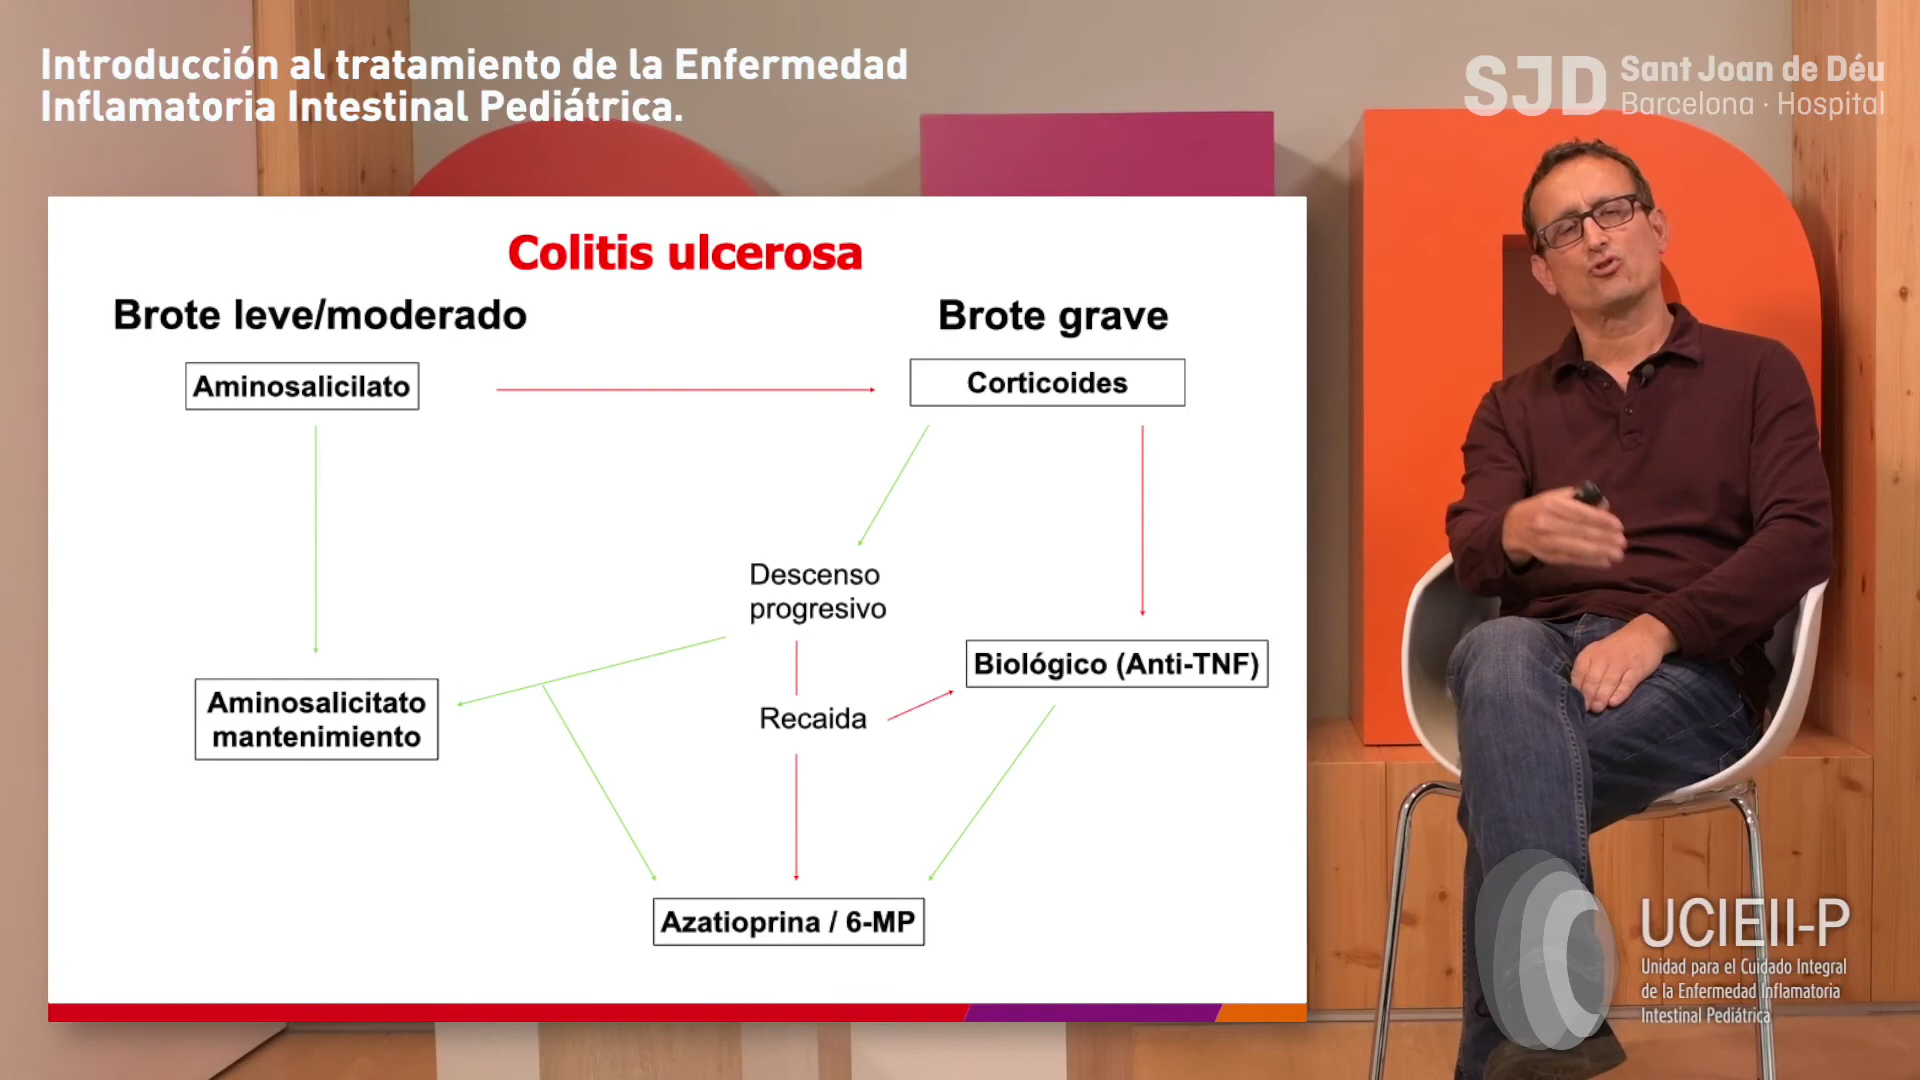 Introducción al tratamiento de la Enfermedad
Inflamatoria Intestinal Pediátrica.
SJD Sant Joan de Déu
Barcelona · Hospital
Colitis ulcerosa
Brote leve/moderado
Brote grave
Aminosalicilato
Corticoides
Descenso
progresivo
Biológico (Anti-TNF)
Aminosalicitato
mantenimiento
Recaida
Azatioprina / 6-MP
UCIEII-P
Unidad para el Cuidado Integral
de la Enfermedad Inflamatoria
Intestinal Pediátrica